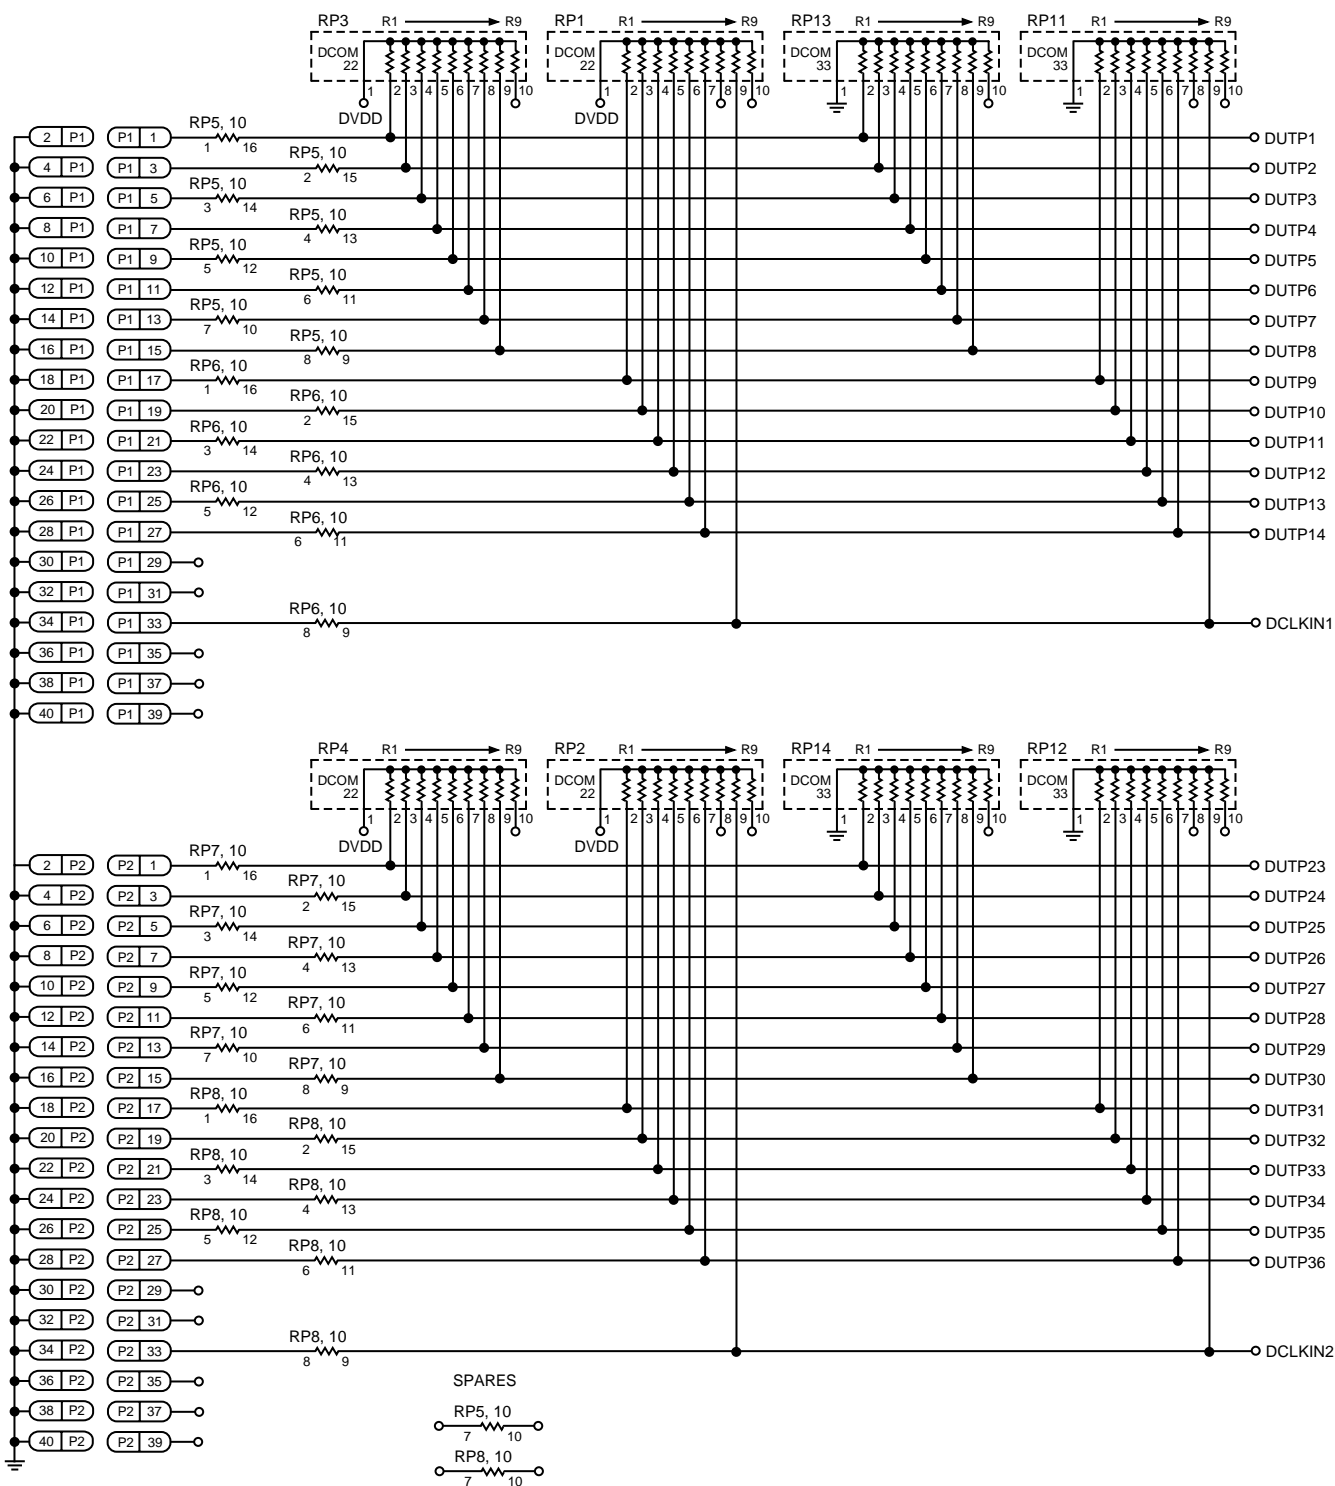 RP3 R1 R9 RP1 R1 R9 RP13 R1 R9 RP11 R1 R9
DCOM DCOM DCOM DCOM
22 22 33 33
1 2 3 4 5 6 7 8 9 10 1 2 3 4 5 6 7 8 9 10 1 2 3 4 5 6 7 8 9 10 1 2 3 4 5 6 7 8 9 10
DVDD DVDD
2 P1 P1 1 RP5, 10 1 16 DUTP1
4 P1 P1 3 RP5, 10 2 15 DUTP2
6 P1 P1 5 RP5, 10 3 14 DUTP3
8 P1 P1 7 RP5, 10 4 13 DUTP4
10 P1 P1 9 RP5, 10 5 12 DUTP5
12 P1 P1 11 RP5, 10 6 11 DUTP6
14 P1 P1 13 RP5, 10 7 10 DUTP7
16 P1 P1 15 RP5, 10 8 9 DUTP8
18 P1 P1 17 RP6, 10 1 16 DUTP9
20 P1 P1 19 RP6, 10 2 15 DUTP10
22 P1 P1 21 RP6, 10 3 14 DUTP11
24 P1 P1 23 RP6, 10 4 13 DUTP12
26 P1 P1 25 RP6, 10 5 12 DUTP13
28 P1 P1 27 RP6, 10 6 11 DUTP14
30 P1 P1 29
32 P1 P1 31
34 P1 P1 33 RP6, 10 8 9 DCLKIN1
36 P1 P1 35
38 P1 P1 37
40 P1 P1 39
RP4 R1 R9 RP2 R1 R9 RP14 R1 R9 RP12 R1 R9
DCOM DCOM DCOM DCOM
22 22 33 33
1 2 3 4 5 6 7 8 9 10 1 2 3 4 5 6 7 8 9 10 1 2 3 4 5 6 7 8 9 10 1 2 3 4 5 6 7 8 9 10
DVDD DVDD
2 P2 P2 1 RP7, 10 1 16 DUTP23
4 P2 P2 3 RP7, 10 2 15 DUTP24
6 P2 P2 5 RP7, 10 3 14 DUTP25
8 P2 P2 7 RP7, 10 4 13 DUTP26
10 P2 P2 9 RP7, 10 5 12 DUTP27
12 P2 P2 11 RP7, 10 6 11 DUTP28
14 P2 P2 13 RP7, 10 7 10 DUTP29
16 P2 P2 15 RP7, 10 8 9 DUTP30
18 P2 P2 17 RP8, 10 1 16 DUTP31
20 P2 P2 19 RP8, 10 2 15 DUTP32
22 P2 P2 21 RP8, 10 3 14 DUTP33
24 P2 P2 23 RP8, 10 4 13 DUTP34
26 P2 P2 25 RP8, 10 5 12 DUTP35
28 P2 P2 27 RP8, 10 6 11 DUTP36
30 P2 P2 29
32 P2 P2 31
34 P2 P2 33 RP8, 10 8 9 DCLKIN2
36 P2 P2 35
38 P2 P2 37
40 P2 P2 39
SPARES
RP5, 10
7 10
RP8, 10
7 10